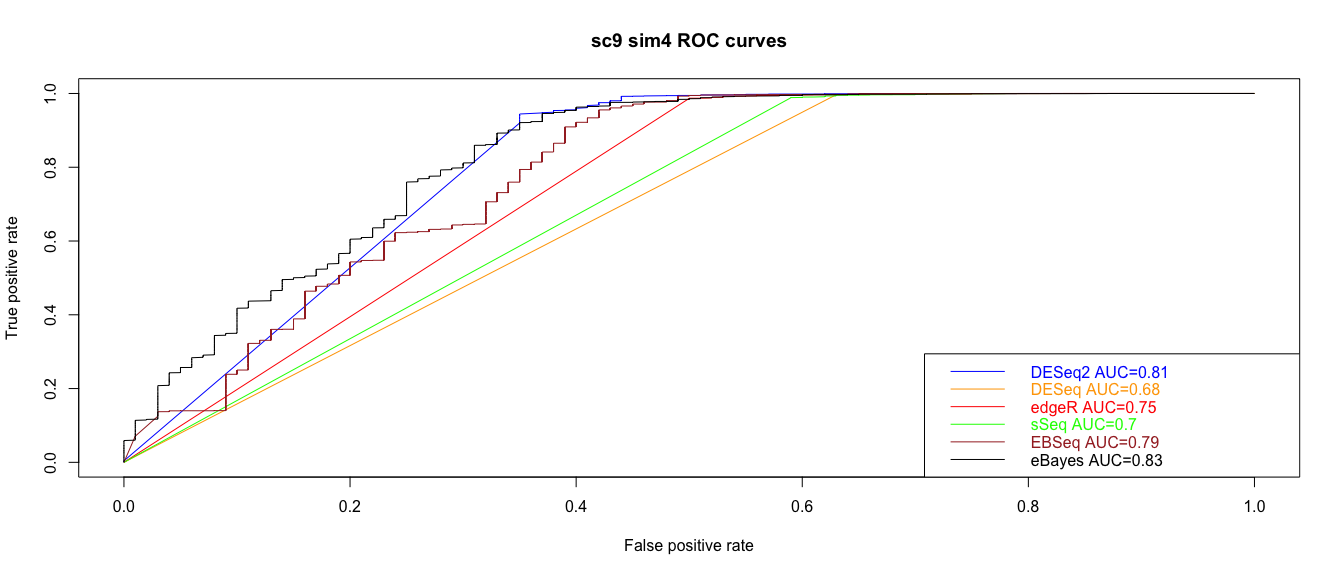 sc9 sim4 ROC curves
True positive rate
1.0
0.8
0.6
0.4
0.2
0.0
DESeq2 AUC=0.81
DESeq AUC=0.68
edgeR AUC=0.75
sSeq AUC=0.7
EBSeq AUC=0.79
eBayes AUC=0.83
0.0 0.2 0.4 0.6 0.8 1.0
False positive rate